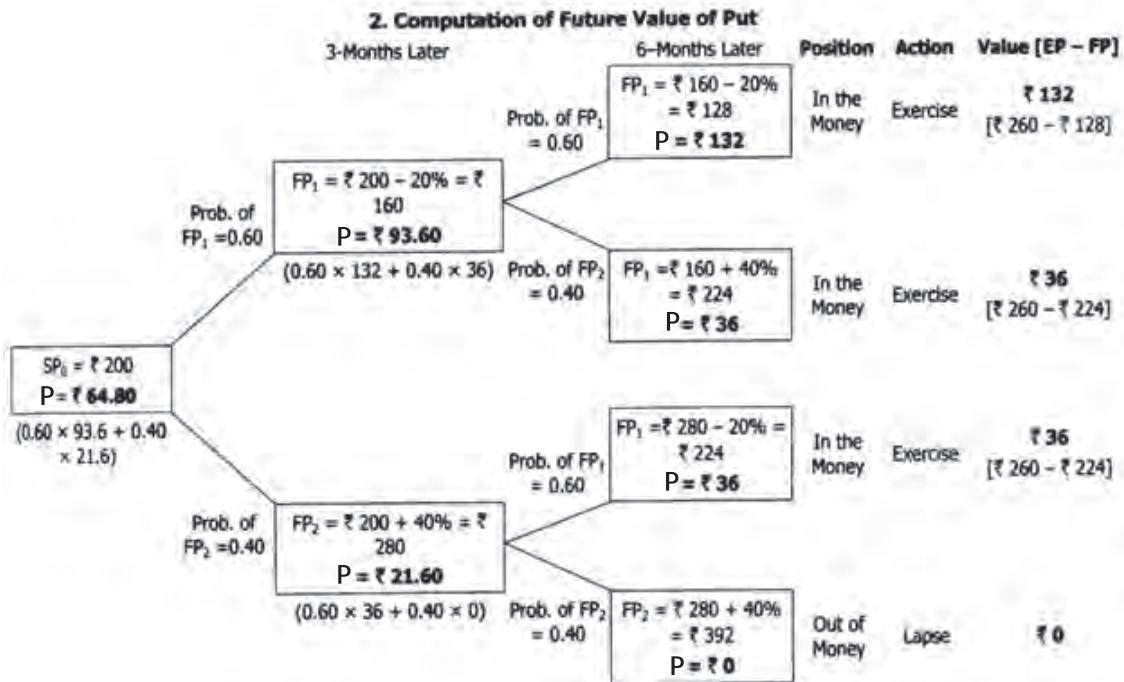 2. Computation of Future Value of Put
3-Months Later
6–Months Later
Position
Action
Value [EP – FP]
Prob. of FP₁
= 0.60
FP₁ = ₹ 160 – 20%
= ₹ 128
P = ₹ 132
In the
Money
Exercise
₹ 132
[₹ 260 – ₹ 128]
Prob. of
FP₁ =0.60
FP₁ = ₹ 200 – 20% = ₹
160
P = ₹ 93.60
(0.60 × 132 + 0.40 × 36)
Prob. of FP₂
= 0.40
FP₁ =₹ 160 + 40%
= ₹ 224
P = ₹ 36
In the
Money
Exercise
₹ 36
[₹ 260 – ₹ 224]
SP₀ = ₹ 200
P = ₹ 64.80
(0.60 × 93.6 + 0.40
× 21.6)
Prob. of FP₁
= 0.60
FP₁ =₹ 280 – 20% =
₹ 224
P = ₹ 36
In the
Money
Exercise
₹ 36
[₹ 260 – ₹ 224]
Prob. of
FP₂ =0.40
FP₂ = ₹ 200 + 40% = ₹
280
P = ₹ 21.60
(0.60 × 36 + 0.40 × 0)
Prob. of FP₂
= 0.40
FP₂ = ₹ 280 + 40%
= ₹ 392
P = ₹ 0
Out of
Money
Lapse
₹ 0